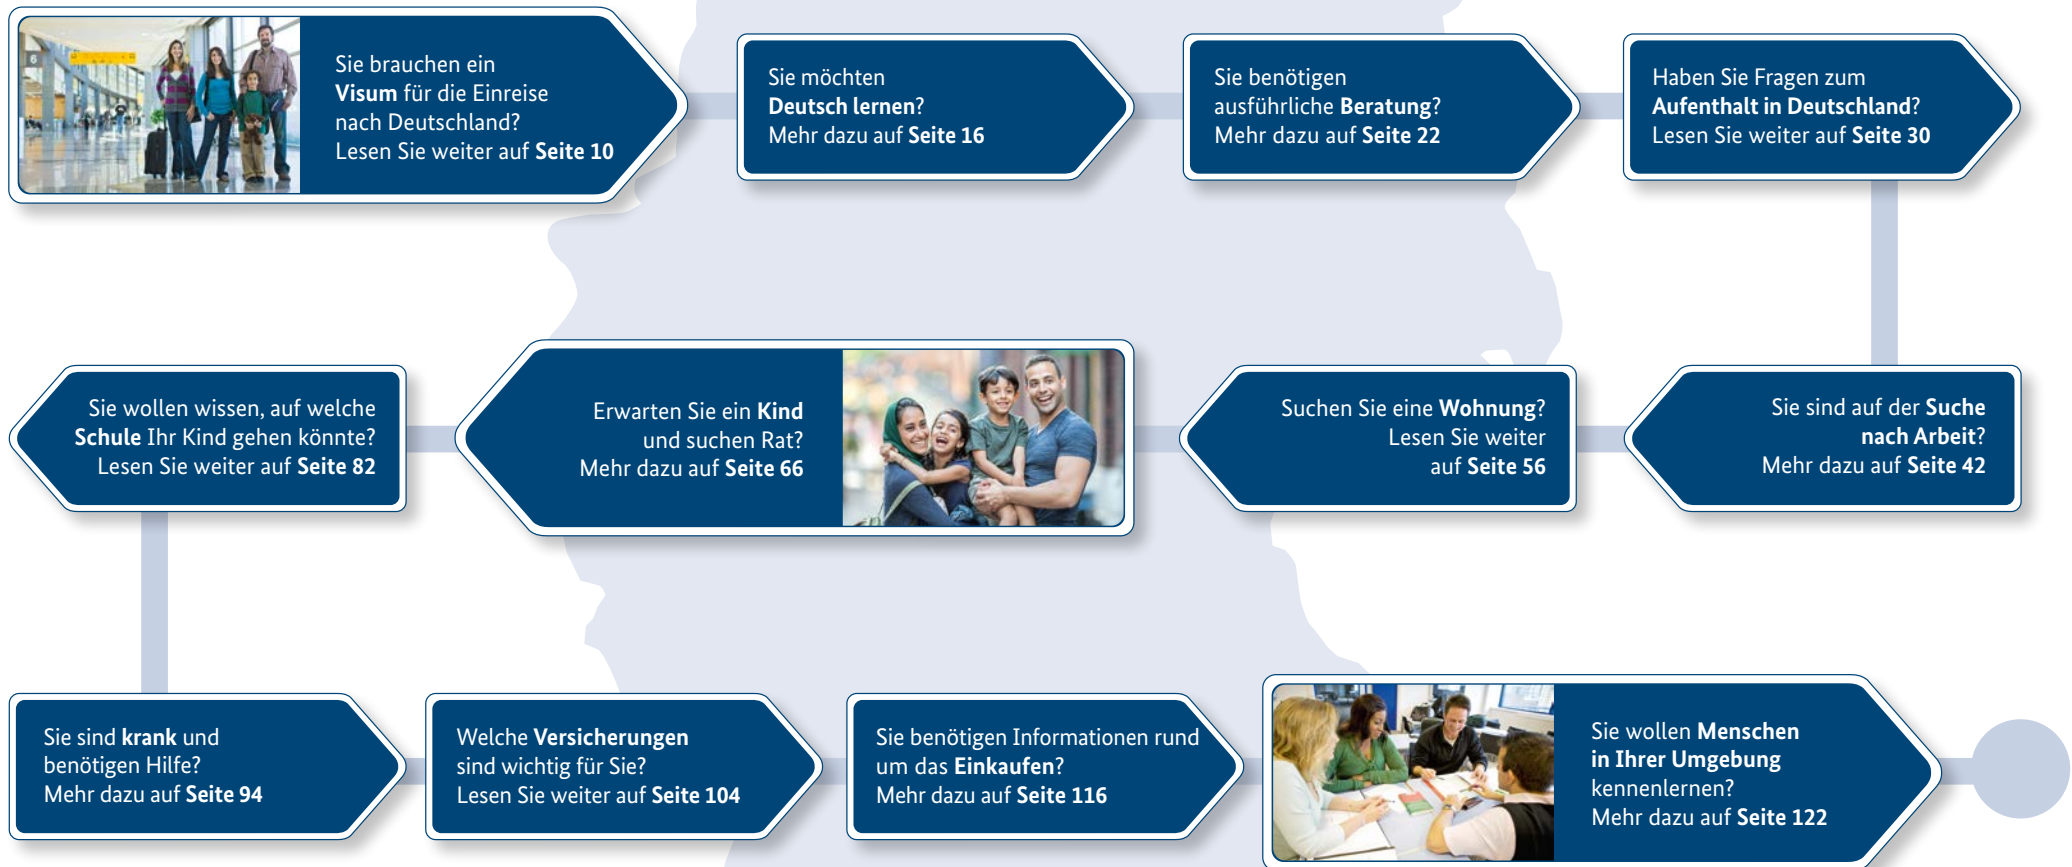 Sie brauchen ein
Visum für die Einreise
nach Deutschland?
Lesen Sie weiter auf Seite 10
Sie möchten
Deutsch lernen?
Mehr dazu auf Seite 16
Sie benötigen
ausführliche Beratung?
Mehr dazu auf Seite 22
Haben Sie Fragen zum
Aufenthalt in Deutschland?
Lesen Sie weiter auf Seite 30
Sie sind auf der Suche
nach Arbeit?
Mehr dazu auf Seite 42
Suchen Sie eine Wohnung?
Lesen Sie weiter
auf Seite 56
Erwarten Sie ein Kind
und suchen Rat?
Mehr dazu auf Seite 66
Sie wollen wissen, auf welche
Schule Ihr Kind gehen könnte?
Lesen Sie weiter auf Seite 82
Sie sind krank und
benötigen Hilfe?
Mehr dazu auf Seite 94
Welche Versicherungen
sind wichtig für Sie?
Lesen Sie weiter auf Seite 104
Sie benötigen Informationen rund
um das Einkaufen?
Mehr dazu auf Seite 116
Sie wollen Menschen
in Ihrer Umgebung
kennenlernen?
Mehr dazu auf Seite 122